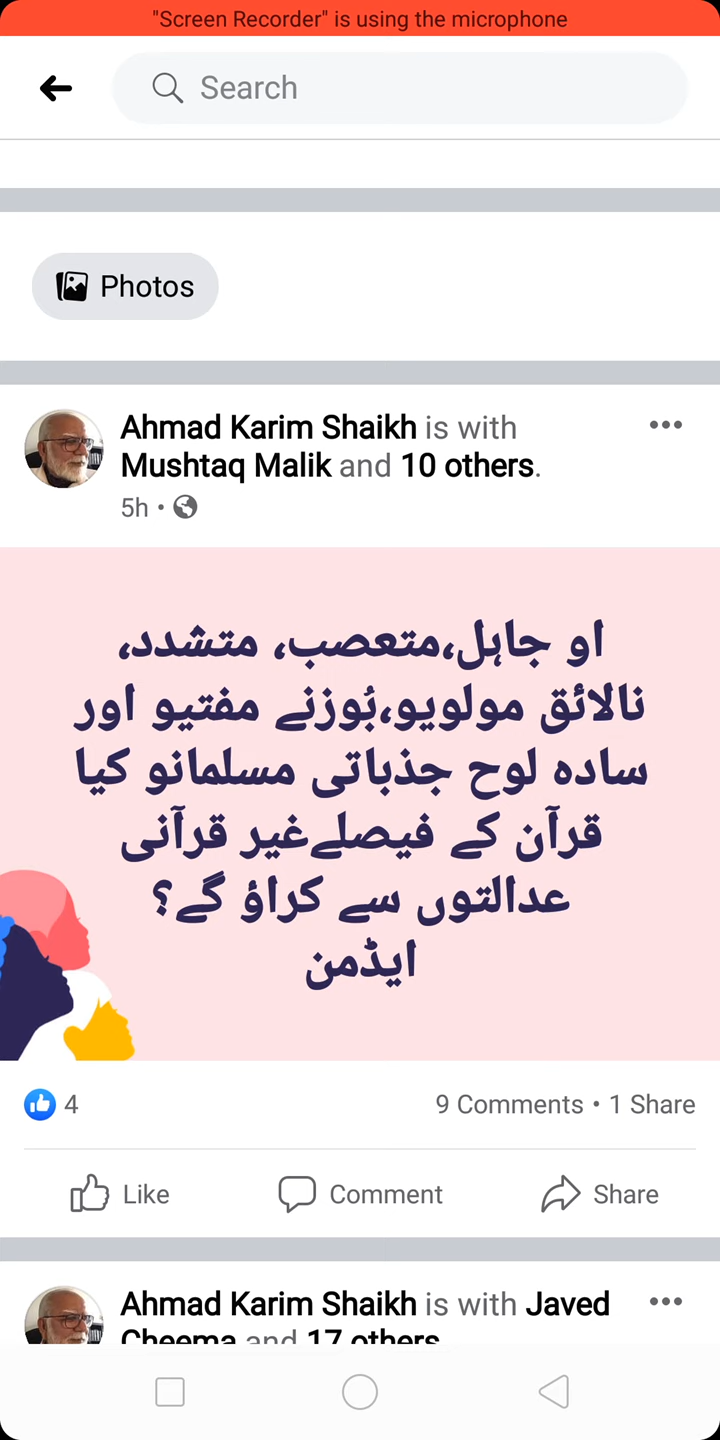 "Screen Recorder" is using the microphone
Search
Photos
Ahmad Karim Shaikh is with
Mushtaq Malik and 10 others.
5h •
او جاہل،متعصب، متشدد،
نالائق مولویو،بُوزنے مفتیو اور
سادہ لوح جذباتی مسلمانو کیا
قرآن کے فیصلےغیر قرآنی
عدالتوں سے کراؤ گے؟
ایڈمن
4
9 Comments • 1 Share
Like Comment Share
Ahmad Karim Shaikh is with Javed
Cheema and 17 others